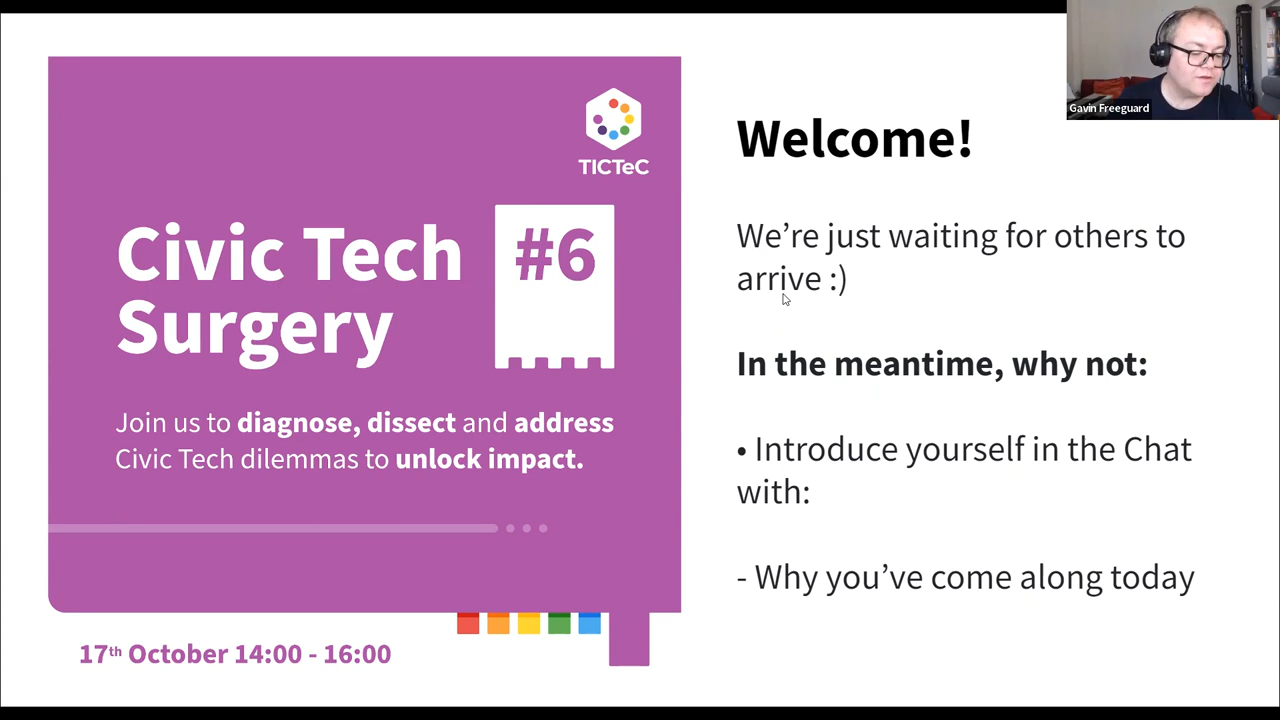 TICTeC
Civic Tech
Surgery
#6
Join us to diagnose, dissect and address
Civic Tech dilemmas to unlock impact.
17th October 14:00 - 16:00
Gavin Freeguard
Welcome!
We’re just waiting for others to
arrive :)
In the meantime, why not:
• Introduce yourself in the Chat
with:
- Why you’ve come along today